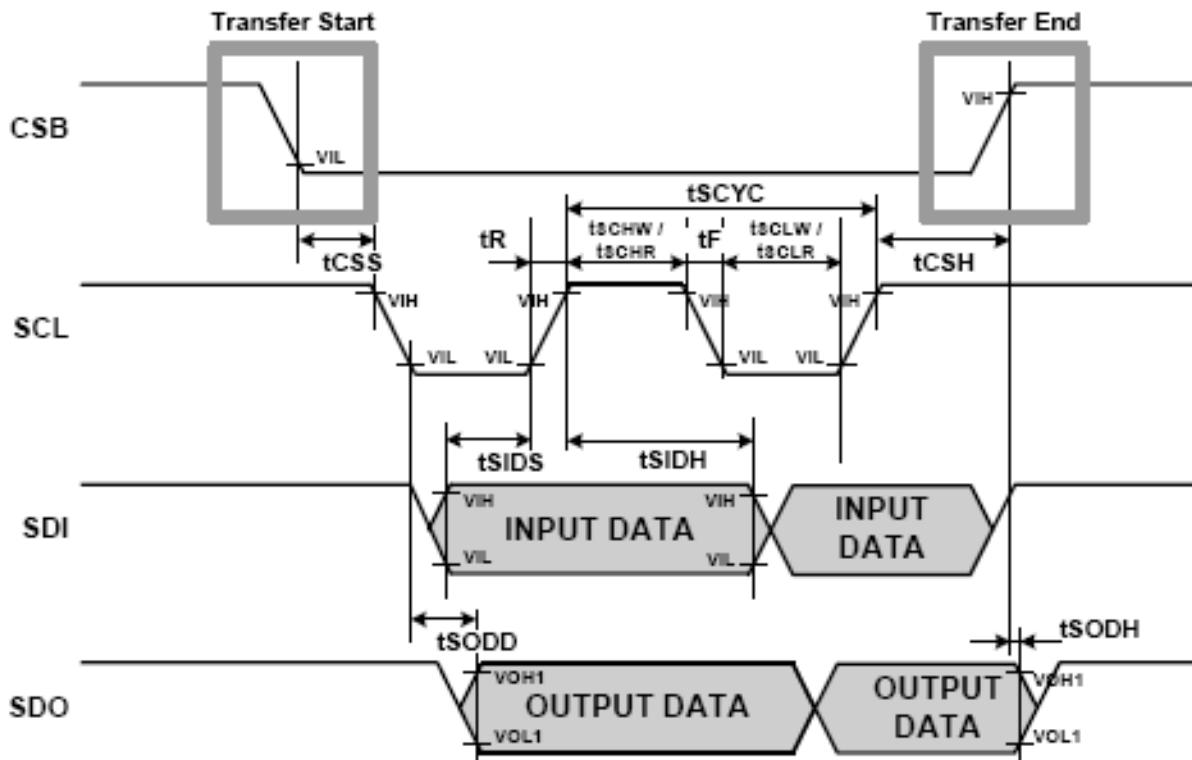 Transfer Start
Transfer End
CSB
VIL
VIH
tSCYC
tCSS
tR
tSCHW /
tSCHR
tF
tSCLW /
tSCLR
tCSH
SCL
VIH
VIH
VIH
VIH
VIL
VIL
VIL
VIL
tSIDS
tSIDH
SDI
VIH
VIL
INPUT DATA
VIH
VIL
INPUT
DATA
tSODD
tSODH
SDO
VOH1
VOL1
OUTPUT DATA
OUTPUT
DATA
VOH1
VOL1